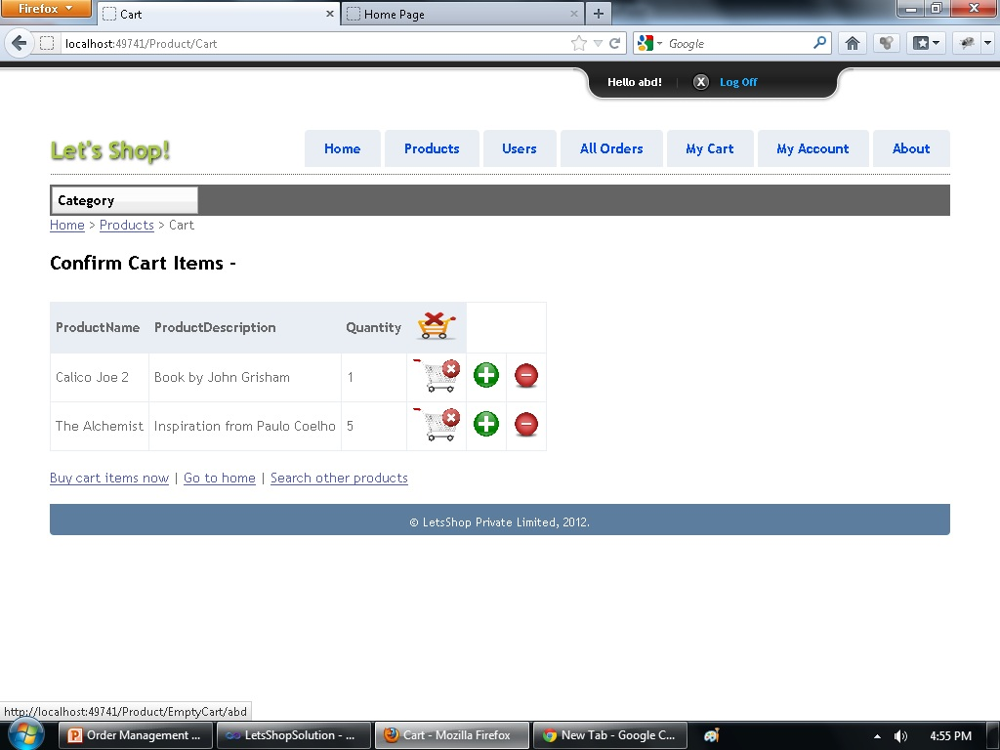 Firefox
Cart
Home Page
localhost:49741/Product/Cart
Google
Hello abd! | X Log Off
Let's Shop!
Home Products Users All Orders My Cart My Account About
Category
Home > Products > Cart
Confirm Cart Items -
ProductName ProductDescription Quantity
Calico Joe 2 Book by John Grisham 1
The Alchemist Inspiration from Paulo Coelho 5
Buy cart items now | Go to home | Search other products
© LetsShop Private Limited, 2012.
http://localhost:49741/Product/EmptyCart/abd
Order Management ... LetsShopSolution - ... Cart - Mozilla Firefox New Tab - Google C... 4:55 PM